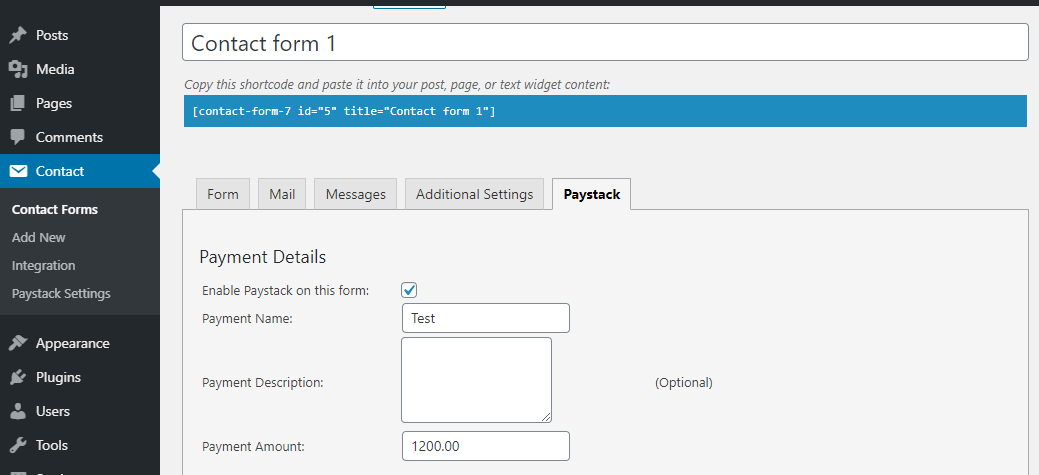 Posts
Media
Pages
Comments
Contact
Contact Forms
Add New
Integration
Paystack Settings
Appearance
Plugins
Users
Tools
Contact form 1
Copy this shortcode and paste it into your post, page, or text widget content:
[contact-form-7 id="5" title="Contact form 1"]
Form Mail Messages Additional Settings Paystack
Payment Details
Enable Paystack on this form:
Payment Name: Test
Payment Description: (Optional)
Payment Amount: 1200.00